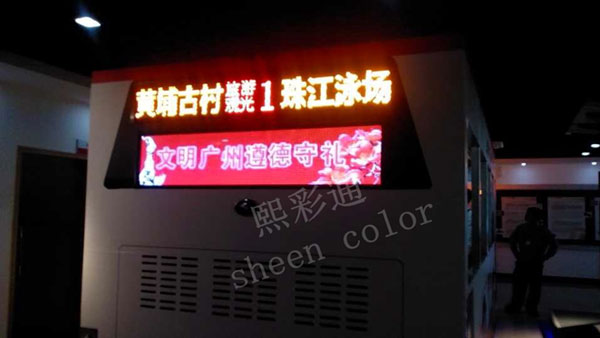 黄埔古村 旅游观光 1 珠江泳场
文明广州遵德守礼
熙彩通
sheen color